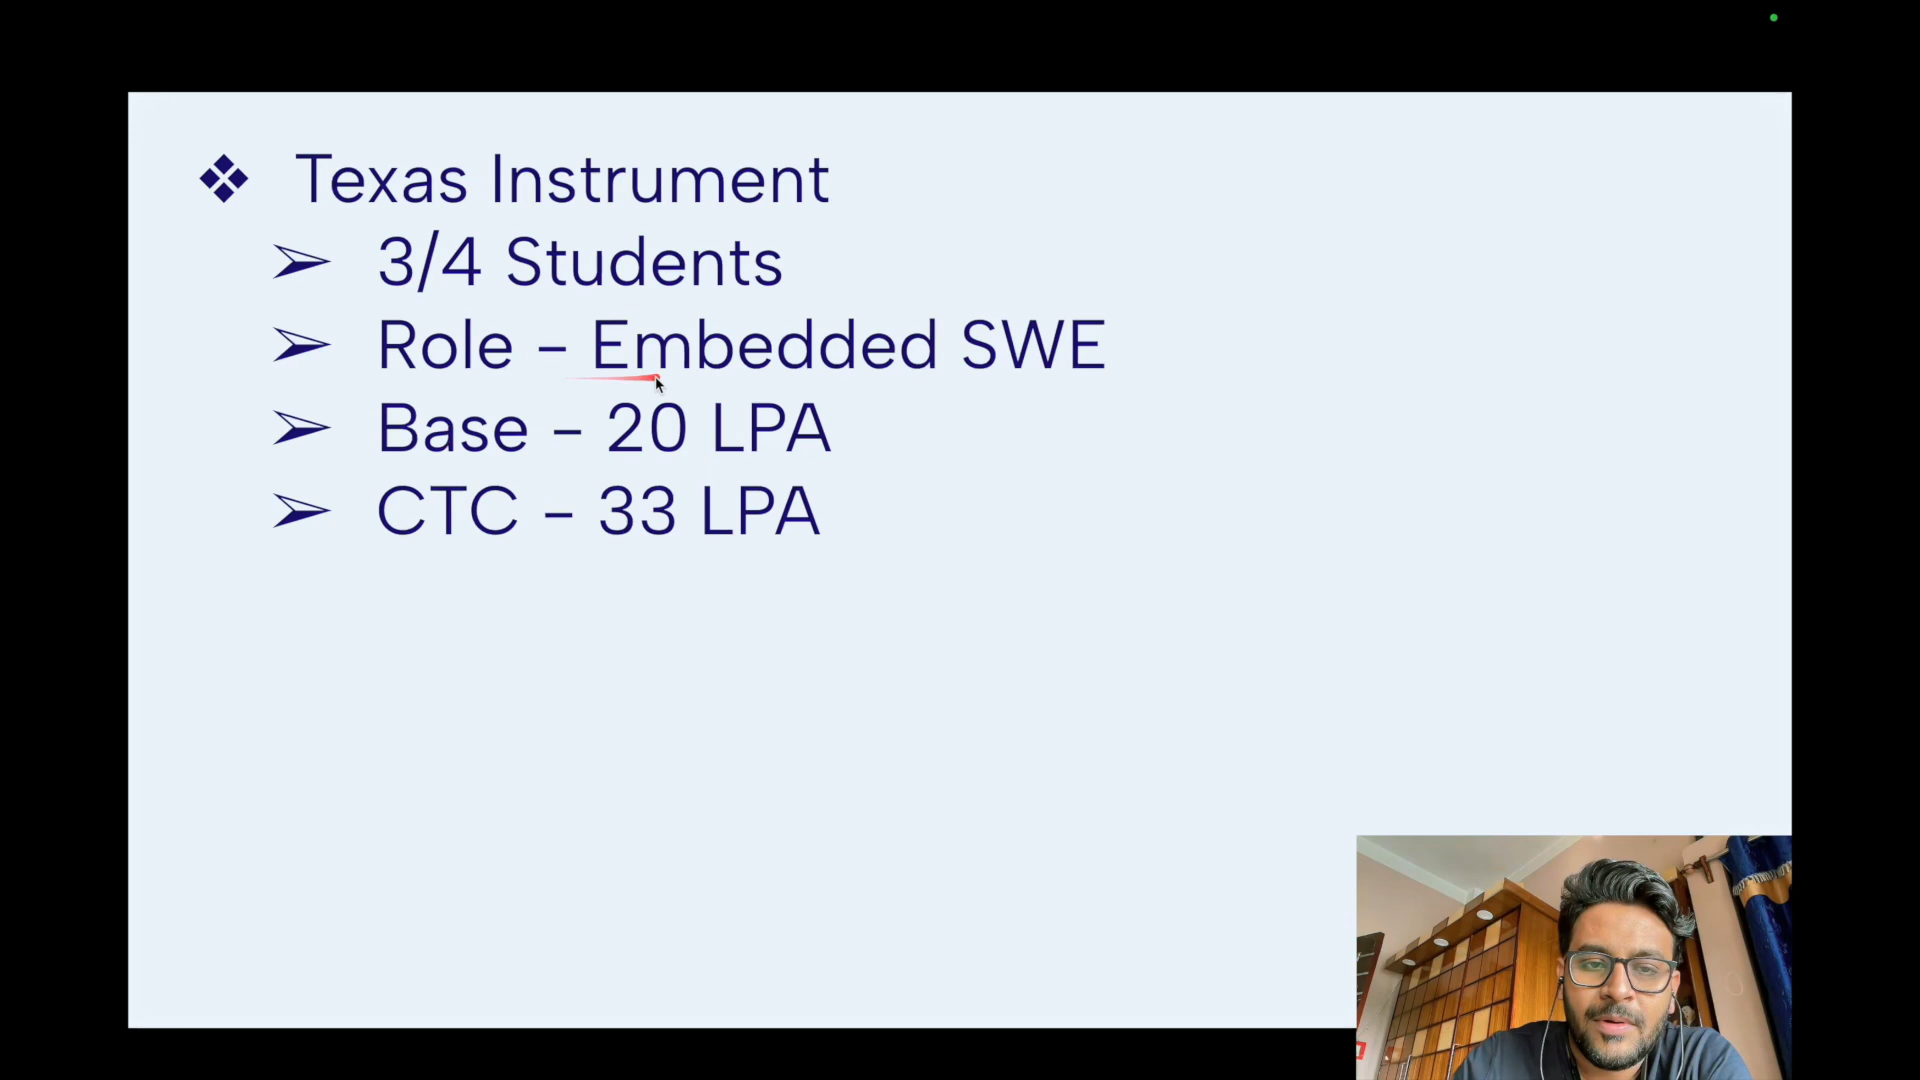 ❖ Texas Instrument
➢ 3/4 Students
➢ Role - Embedded SWE
➢ Base - 20 LPA
➢ CTC - 33 LPA